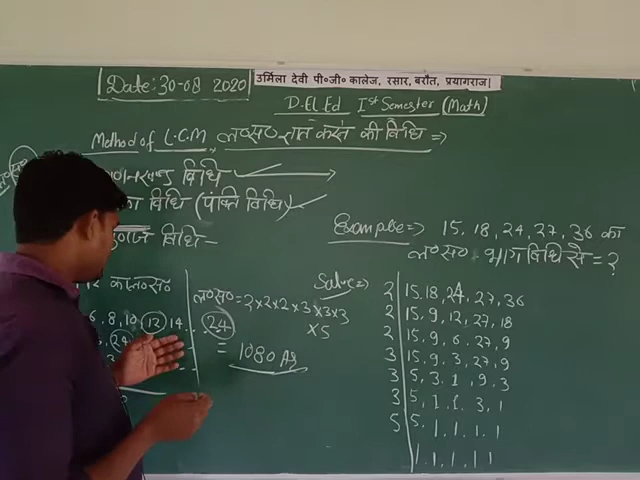 Date: 30-08 2020
उर्मिला देवी पी०जी० कालेज, रसार, बरौत, प्रयागराज|
D.El.Ed Ist Semester (Math)
Method of L.C.M, ल०स० ज्ञात करने की विधि ⇒
विधि
विधि (पंक्ति विधि)
विधि -
Example ⇒ 15, 18, 24, 27, 36 का
ल०स० भाग विधि से = ?
का ल०स०
6, 8, 10, 12 14 ... 24
24
ल०स० = 2×2×2×3×3×3
×5
= 1080 As
Solve ⇒
2 15, 18, 24, 27, 36
2 15, 9, 12, 27, 18
2 15, 9, 6, 27, 9
3 15, 9, 3, 27, 9
3 5, 3, 1, 9, 3
3 5, 1, 1, 3, 1
5 5, 1, 1, 1, 1
1, 1, 1, 1, 1